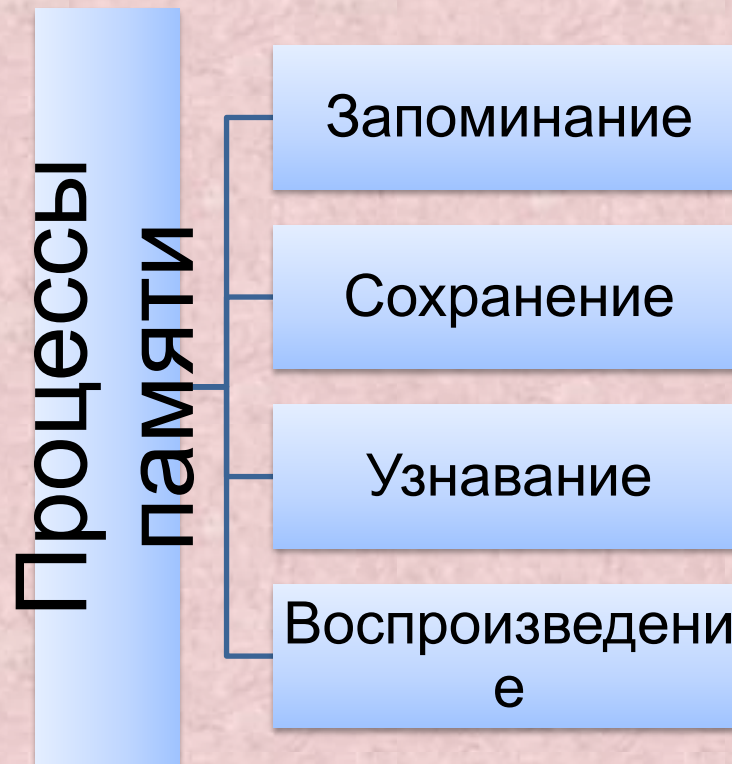 Процессы
памяти
Запоминание
Сохранение
Узнавание
Воспроизведени
е